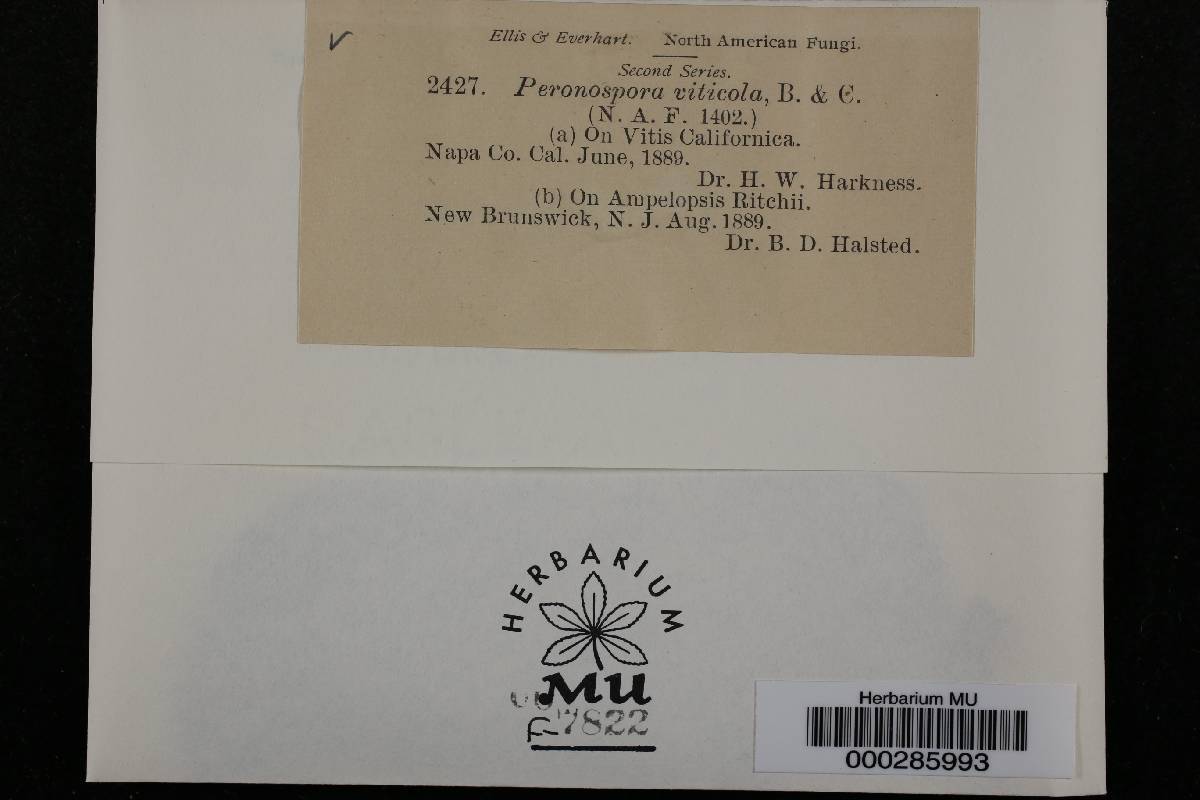 Ellis & Everhart. North American Fungi.
Second Series.
2427. Peronospora viticola, B. & C.
(N. A. F. 1402.)
(a) On Vitis Californica.
Napa Co. Cal. June, 1889.
Dr. H. W. Harkness.
(b) On Ampelopsis Ritchii.
New Brunswick, N. J. Aug. 1889.
Dr. B. D. Halsted.
HERBARIUM
MU
7822
Herbarium MU
000285993